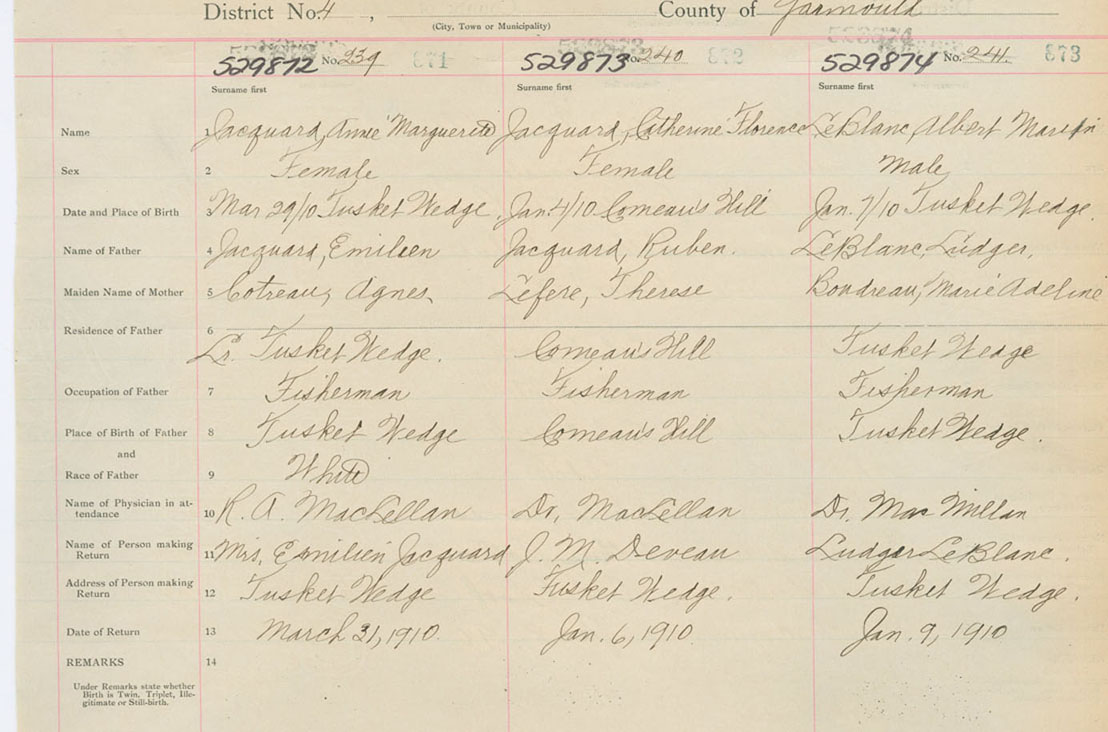 District No. 4 , County of Yarmouth
(City, Town or Municipality)
529872 No. 239 871 529873 No. 240 872 529874 No. 241. 873
Surname first Surname first Surname first
Name 1 Jacquard, Annie Marguerite Jacquard, Catherine Florence LeBlanc, Albert Martin
Sex 2 Female Female Male
Date and Place of Birth 3 Mar 29/10 Tusket Wedge. Jan. 4/10 Comeau's Hill Jan. 7/10 Tusket Wedge.
Name of Father 4 Jacquard, Emilien Jacquard, Ruben. LeBlanc, Ludger.
Maiden Name of Mother 5 Cotreau, Agnes. Lefere, Therese Boudreau, Marie Adeline
Residence of Father 6
Lr. Tusket Wedge. Comeau's Hill Tusket Wedge
Occupation of Father 7 Fisherman Fisherman Fisherman
Place of Birth of Father 8 Tusket Wedge Comeau's Hill Tusket Wedge.
and
Race of Father 9 White
Name of Physician in at-
tendance 10 R. A. MacLellan Dr. MacLellan Dr. MacMillan
Name of Person making
Return 11 Mrs. Emilien Jacquard J. M. Deveau Ludger LeBlanc.
Address of Person making
Return 12 Tusket Wedge Tusket Wedge. Tusket Wedge.
Date of Return 13 March 31, 1910. Jan. 6, 1910. Jan. 9, 1910
REMARKS 14
Under Remarks state whether
Birth is Twin, Triplet, Ille-
gitimate or Still-birth.